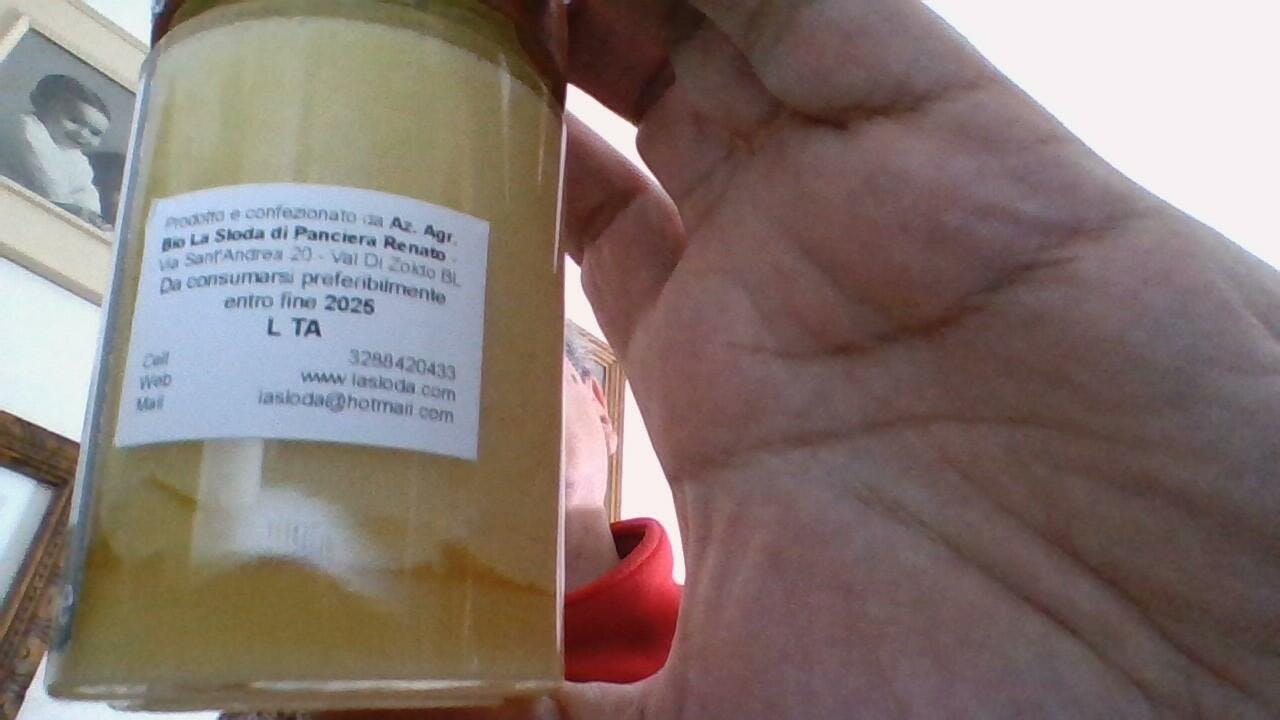 Prodotto e confezionato da Az. Agr.
Bio La Sloda di Panciera Renato -
Via Sant'Andrea 20 - Val Di Zoldo BL
Da consumarsi preferibilmente
entro fine 2025
L TA
Cell 3288420433
Web www.lasloda.com
Mail lasloda@hotmail.com